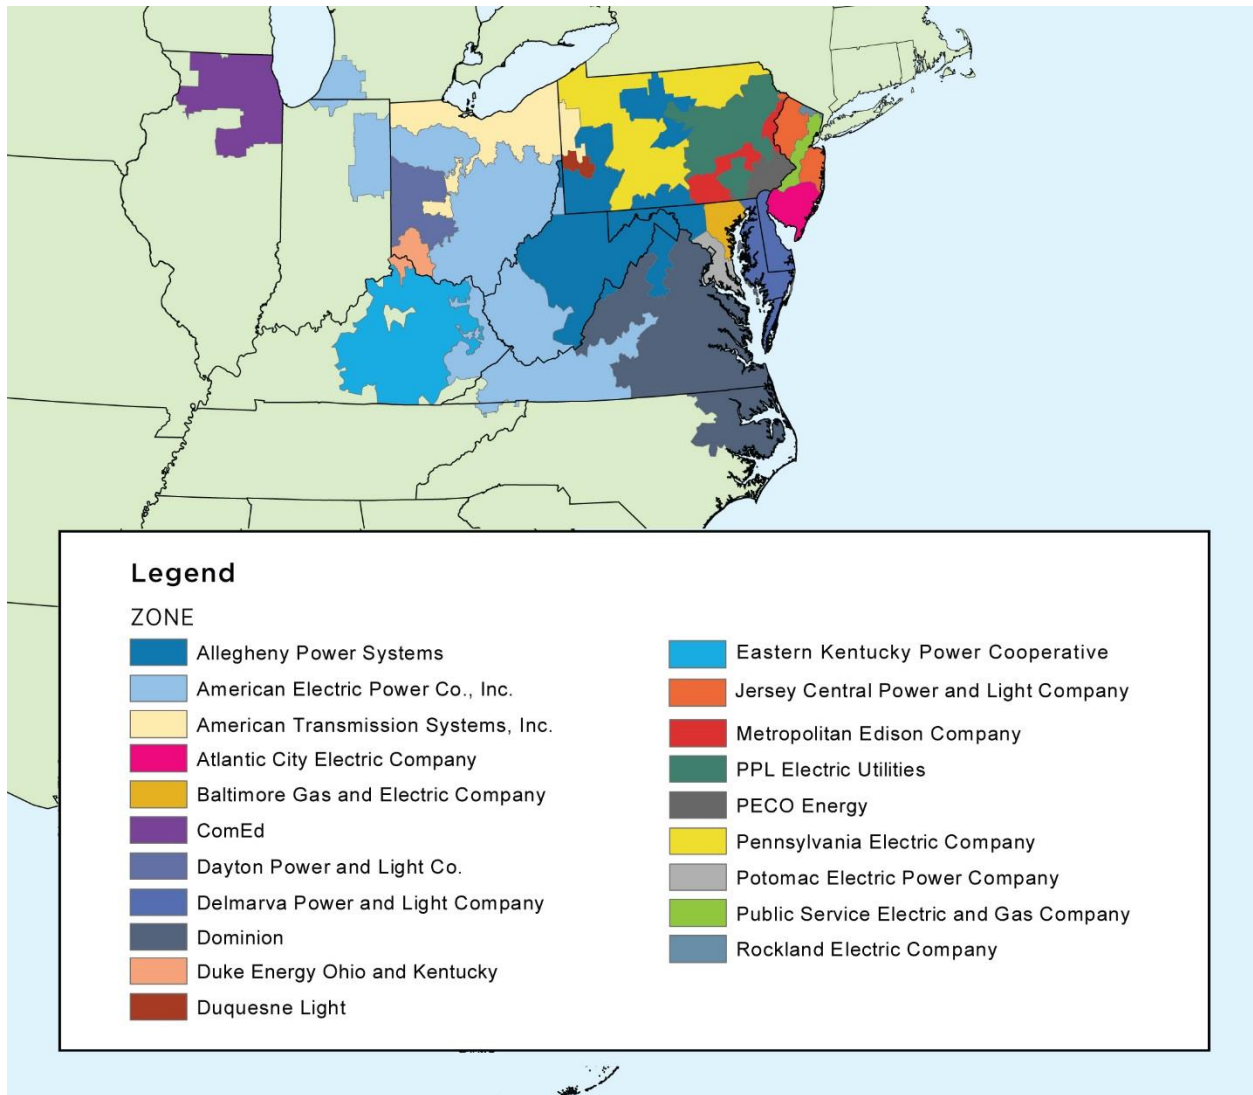 Legend
ZONE
Allegheny Power Systems
American Electric Power Co., Inc.
American Transmission Systems, Inc.
Atlantic City Electric Company
Baltimore Gas and Electric Company
ComEd
Dayton Power and Light Co.
Delmarva Power and Light Company
Dominion
Duke Energy Ohio and Kentucky
Duquesne Light
Eastern Kentucky Power Cooperative
Jersey Central Power and Light Company
Metropolitan Edison Company
PPL Electric Utilities
PECO Energy
Pennsylvania Electric Company
Potomac Electric Power Company
Public Service Electric and Gas Company
Rockland Electric Company